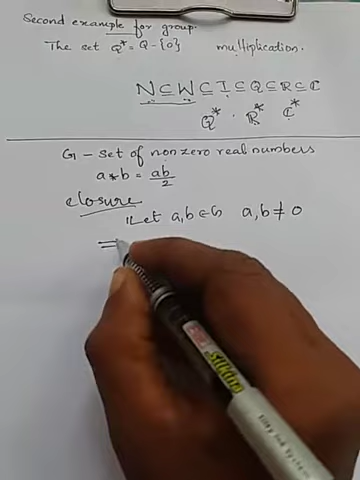 Second example for group.
The set Q* = Q - {0} multiplication.
N ⊆ W ⊆ I ⊆ Q ⊆ R ⊆ C
Q* . R* C*
G - set of nonzero real numbers
a * b = ab/2
closure
Let a, b ∈ G a, b ≠ 0
=